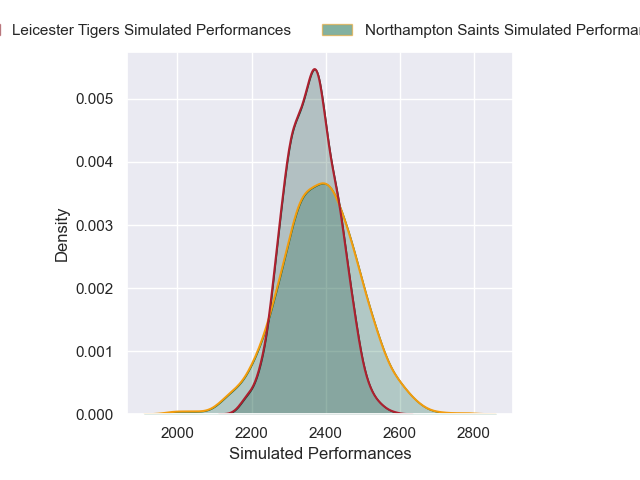 Leicester Tigers Simulated Performances Northampton Saints Simulated
0.005
0.004
0.003
0.002
0.001
0.000
Density
2000 2200 2400 2600 2800
Simulated Performances